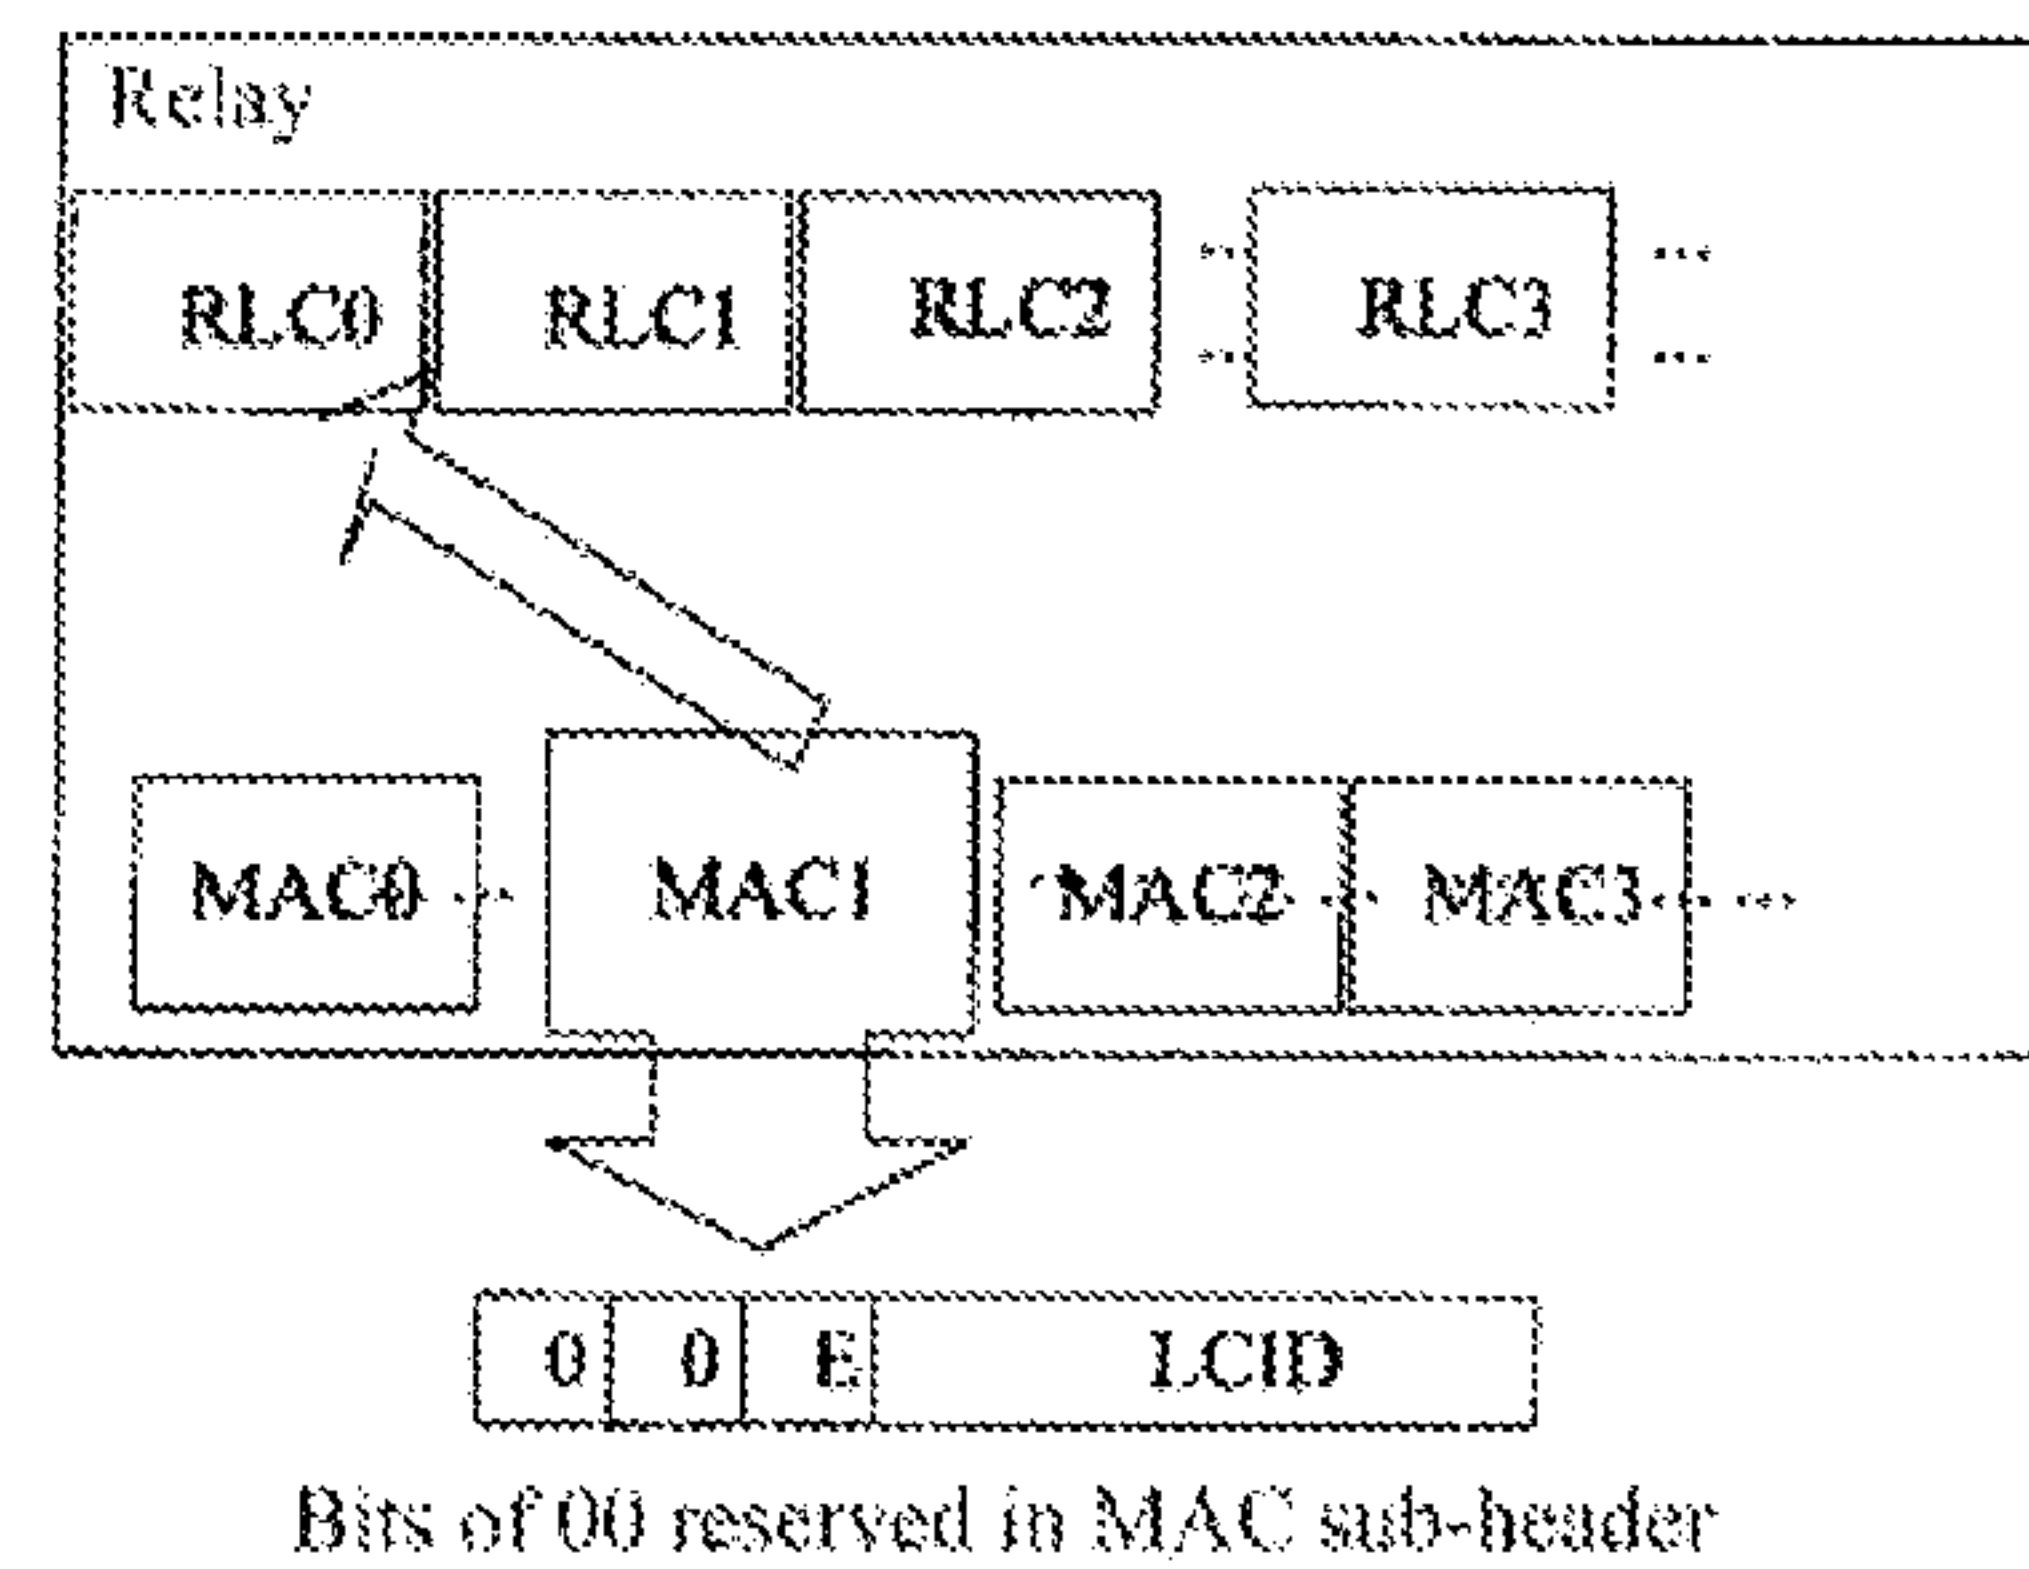 Relay
RLC0 RLC1 RLC2 ... RLC3 ...
... ...
MAC0 ... MAC1 MAC2 ... MAC3 ... ...
0 0 E LCID
Bits of 00 reserved in MAC sub-header